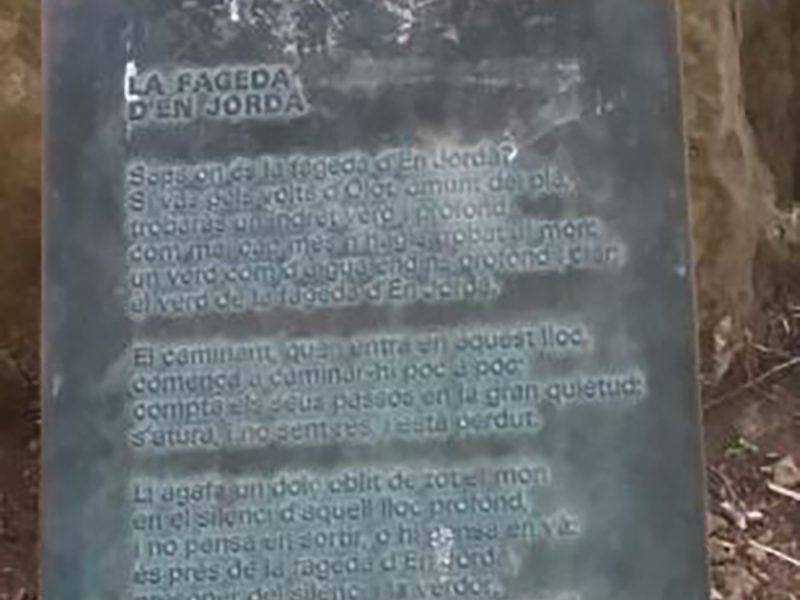 LA FAGEDA
D'EN JORDÀ
Saps on és la fageda d'En Jordà?
Si vas pels volts d'Olot, amunt del pla,
trobaràs un indret verd i profond
com mai cap més n'hagis trobat al món:
un verd com d'aigua endins, profond i clar;
el verd de la fageda d'En Jordà.
El caminant, quan entra en aquest lloc,
comença a caminar-hi poc a poc;
compta els seus passos en la gran quietud:
s'atura, i no sent res, i està perdut.
Li agafa un dolç oblit de tot el món
en el silenci d'aquell lloc profond,
i no pensa en sortir, o hi pensa en va:
és pres de la fageda d'En Jordà,
presoner del silenci i la verdor.